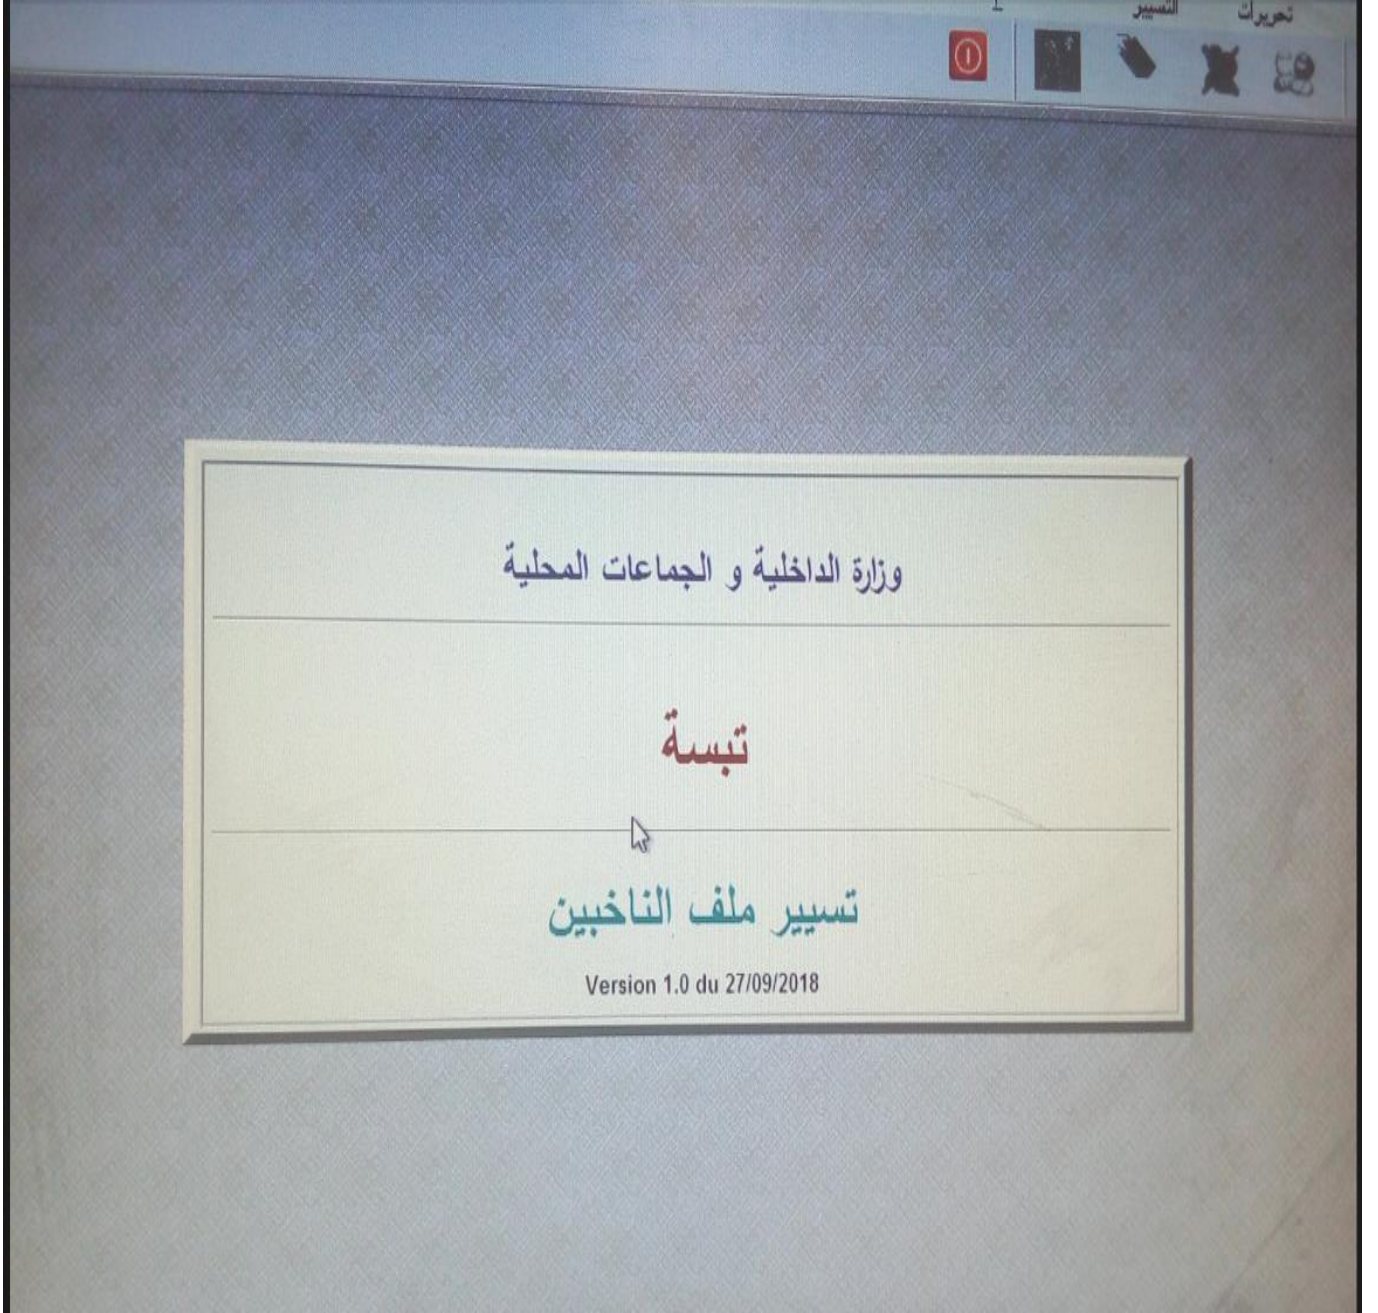 تحريرات التسيير
وزارة الداخلية و الجماعات المحلية
تبسة
تسيير ملف الناخبين
Version 1.0 du 27/09/2018